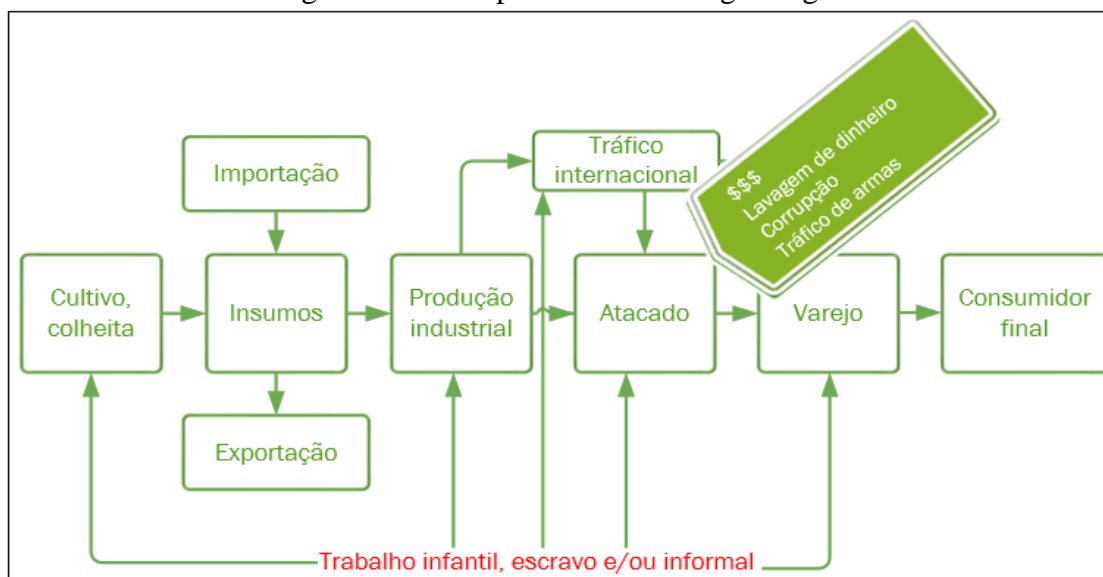 Importação
Tráfico
internacional
$$$
Lavagem de dinheiro
Corrupção
Tráfico de armas
Cultivo,
colheita
Insumos
Produção
industrial
Atacado
Varejo
Consumidor
final
Exportação
Trabalho infantil, escravo e/ou informal